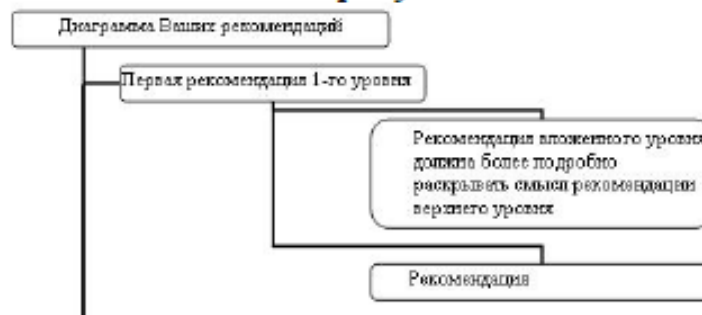 Диаграмма Ваших рекомендаций
Первая рекомендация 1-го уровня
Рекомендация вложенного уровня
должна более подробно
раскрывать смысл рекомендации
верхнего уровня
Рекомендация